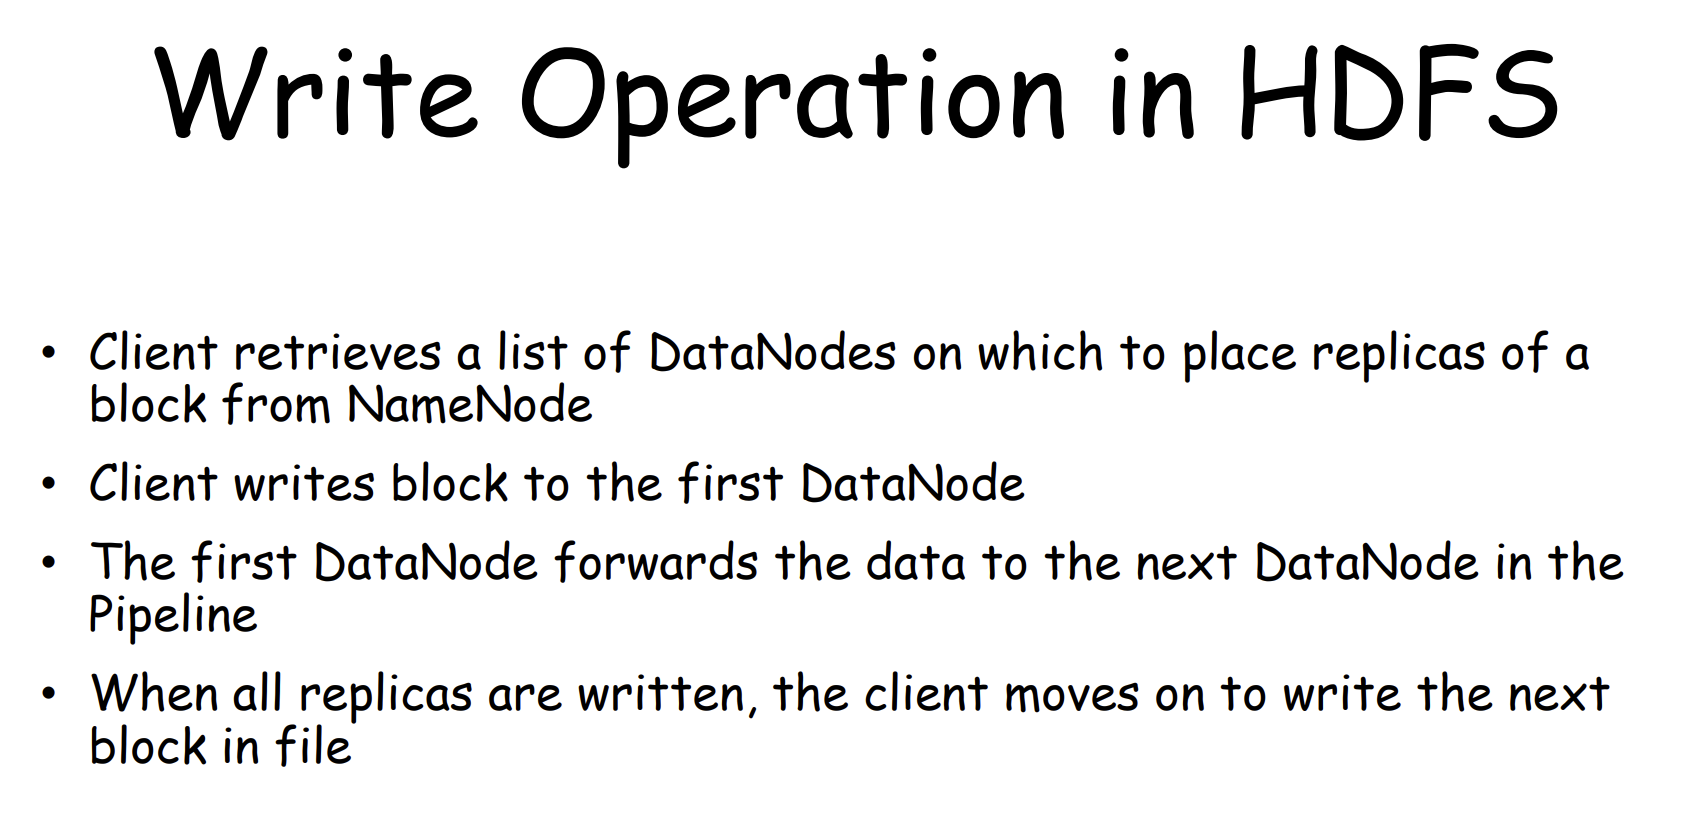 Write Operation in HDFS
• Client retrieves a list of DataNodes on which to place replicas of a
block from NameNode
• Client writes block to the first DataNode
• The first DataNode forwards the data to the next DataNode in the
Pipeline
• When all replicas are written, the client moves on to write the next
block in file